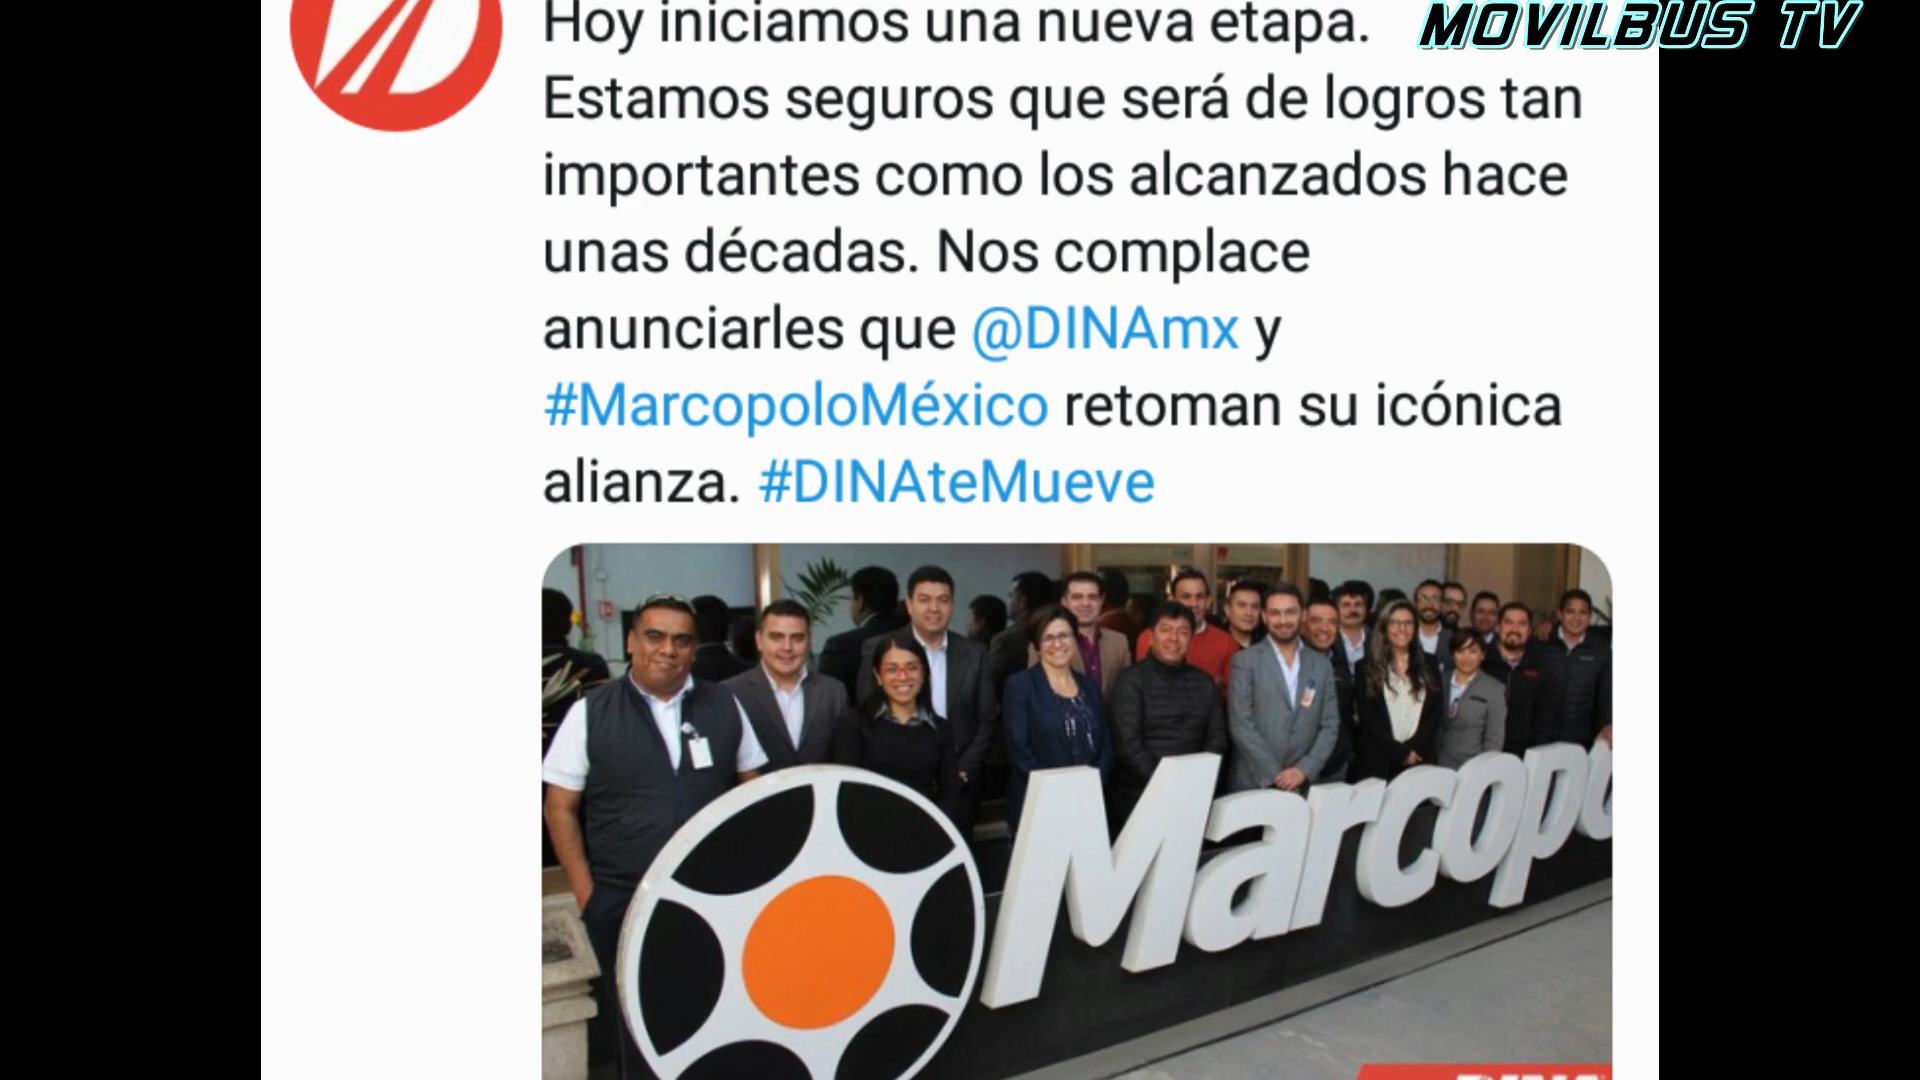 Hoy iniciamos una nueva etapa.
MOVILBUS TV
Estamos seguros que será de logros tan
importantes como los alcanzados hace
unas décadas. Nos complace
anunciarles que @DINAmx y
#MarcopoloMéxico retoman su icónica
alianza. #DINAteMueve
Marcopo